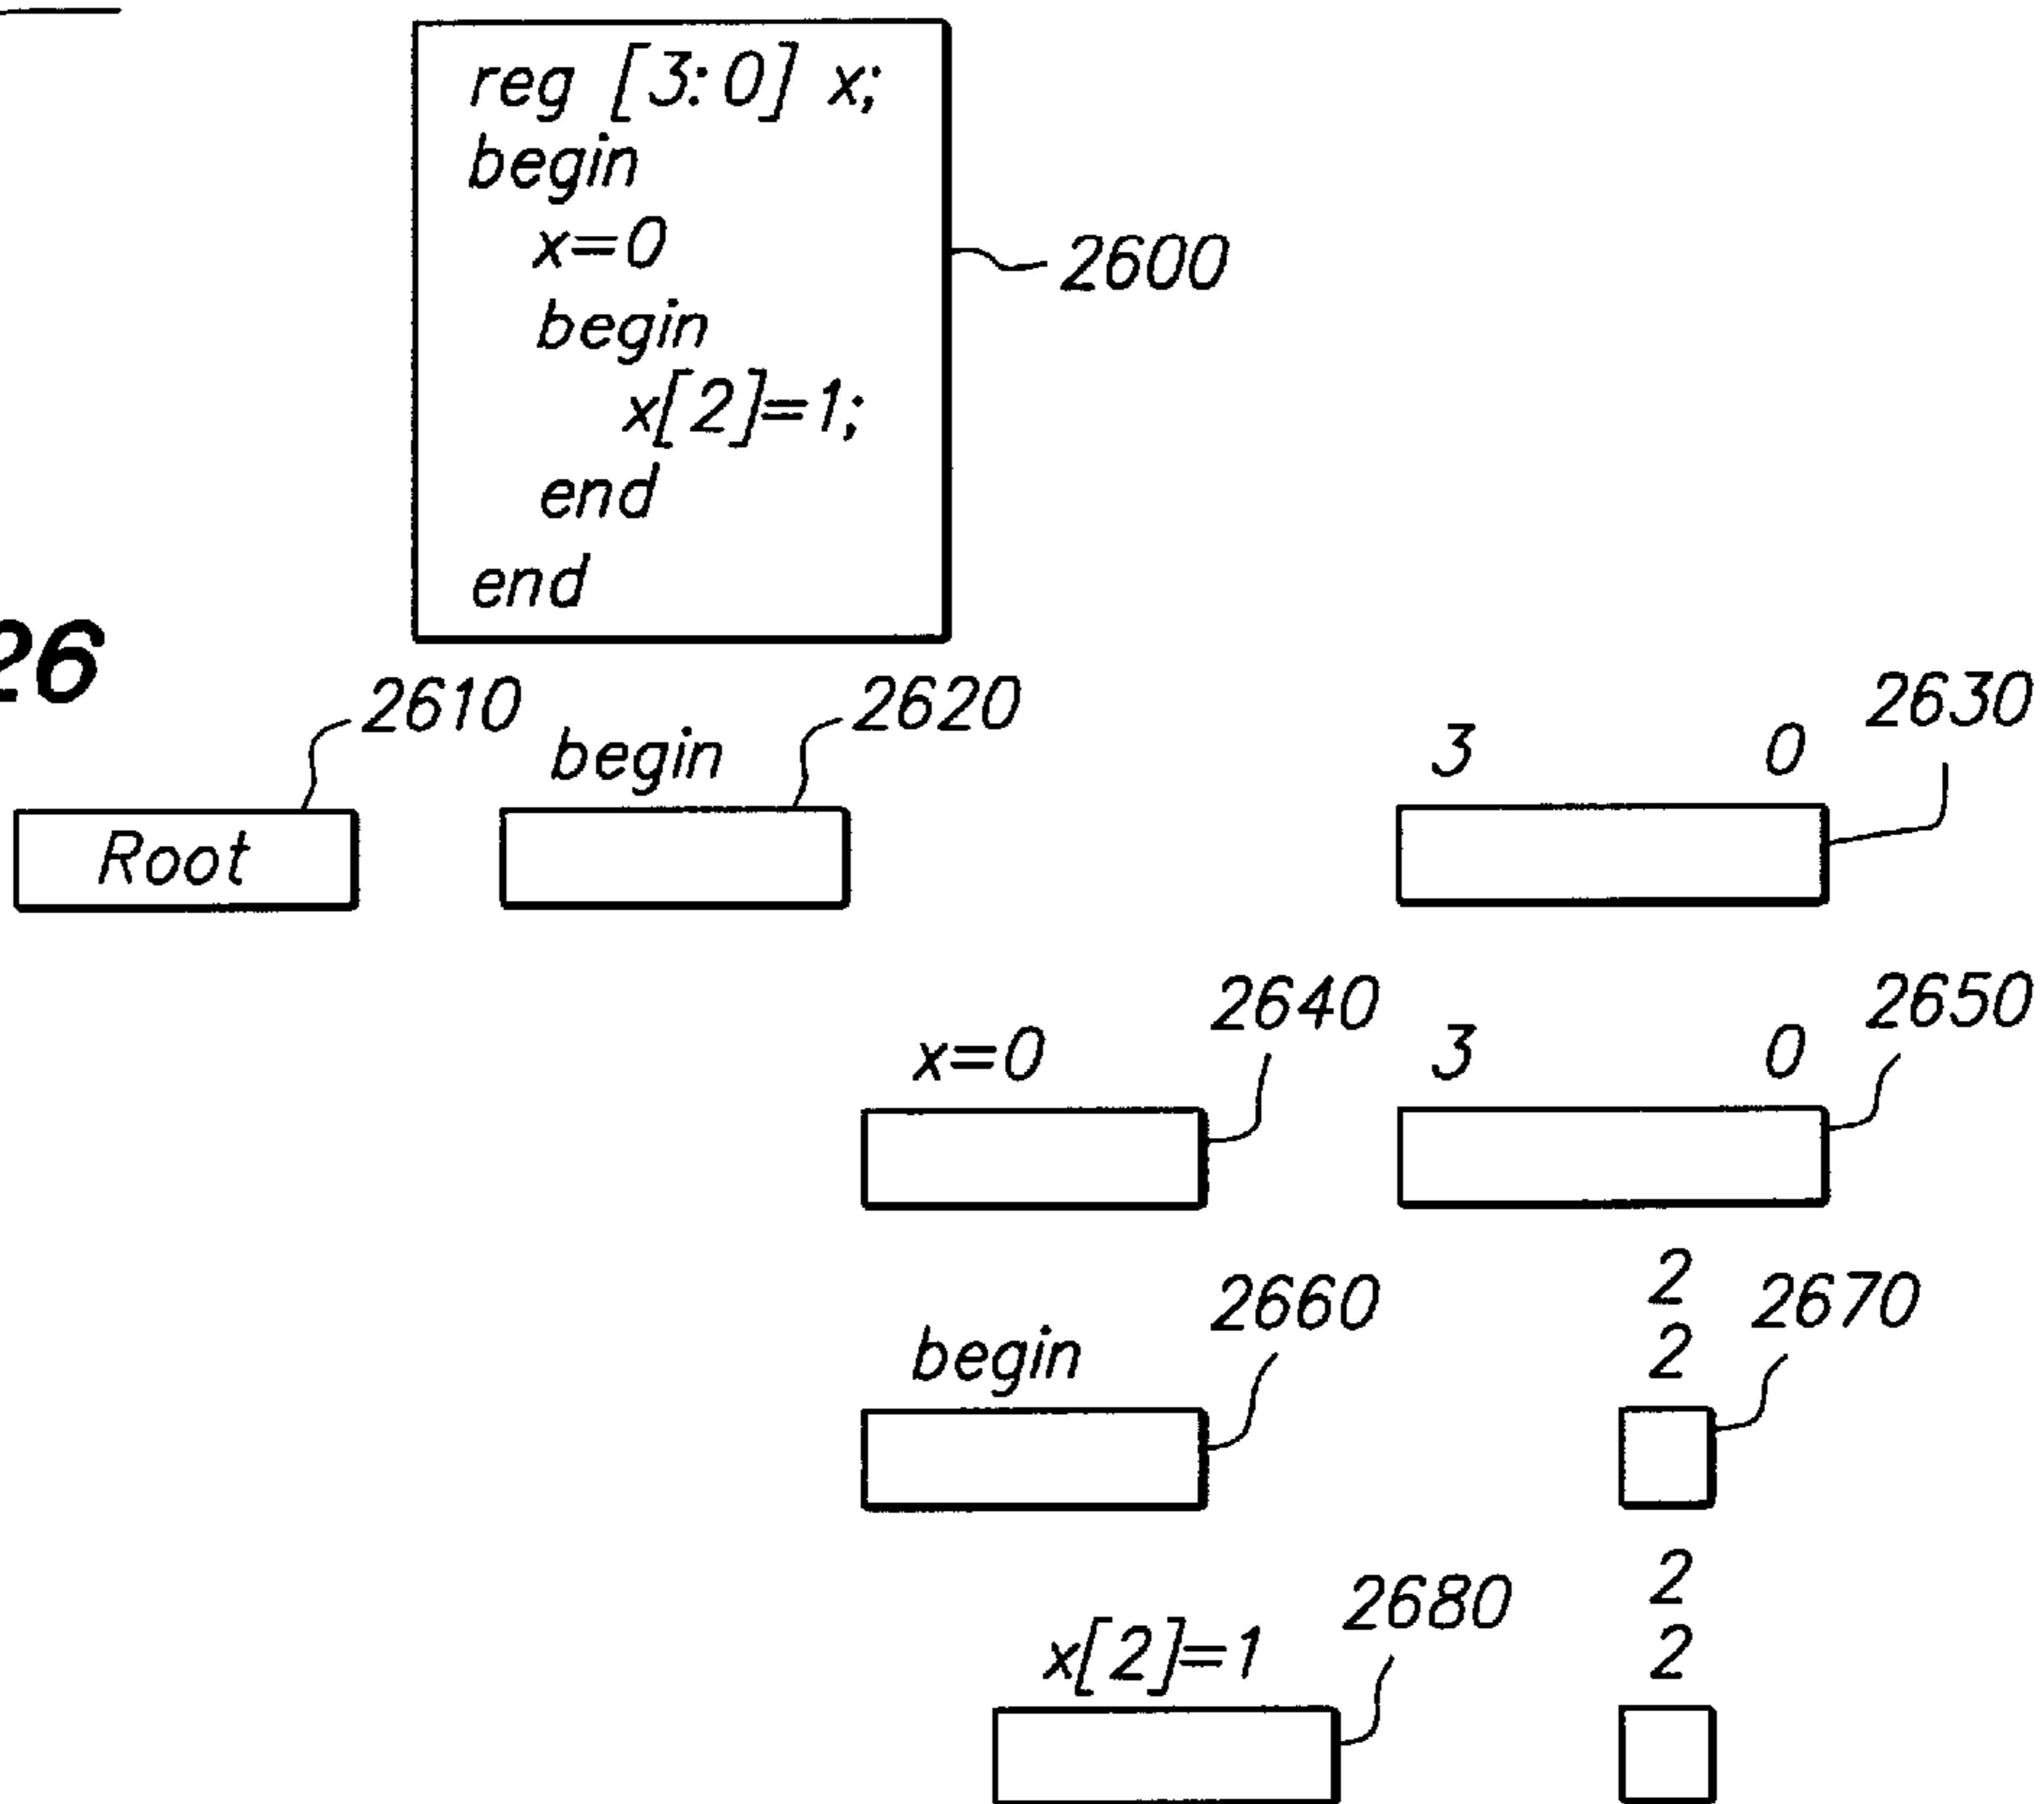 reg [3:0] x;
begin
x=0
begin
x[2]=1;
end
end
2600
26
2610
begin
2620
3 0
2630
Root
x=0
2640
3 0
2650
begin
2660
2
2
2670
x[2]=1
2680
2
2